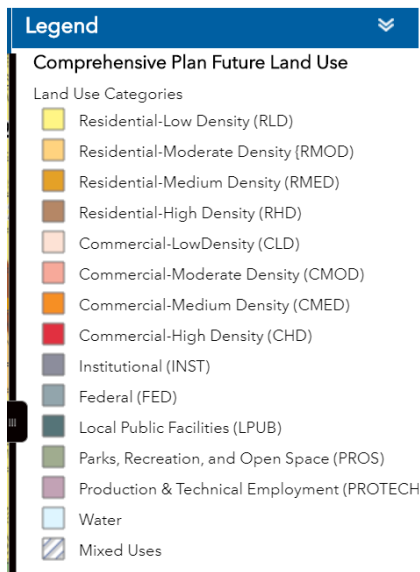 Legend
Comprehensive Plan Future Land Use
Land Use Categories
Residential-Low Density (RLD)
Residential-Moderate Density {RMOD)
Residential-Medium Density (RMED)
Residential-High Density (RHD)
Commercial-LowDensity (CLD)
Commercial-Moderate Density (CMOD)
Commercial-Medium Density (CMED)
Commercial-High Density (CHD)
Institutional (INST)
Federal (FED)
Local Public Facilities (LPUB)
Parks, Recreation, and Open Space (PROS)
Production & Technical Employment (PROTECH
Water
Mixed Uses